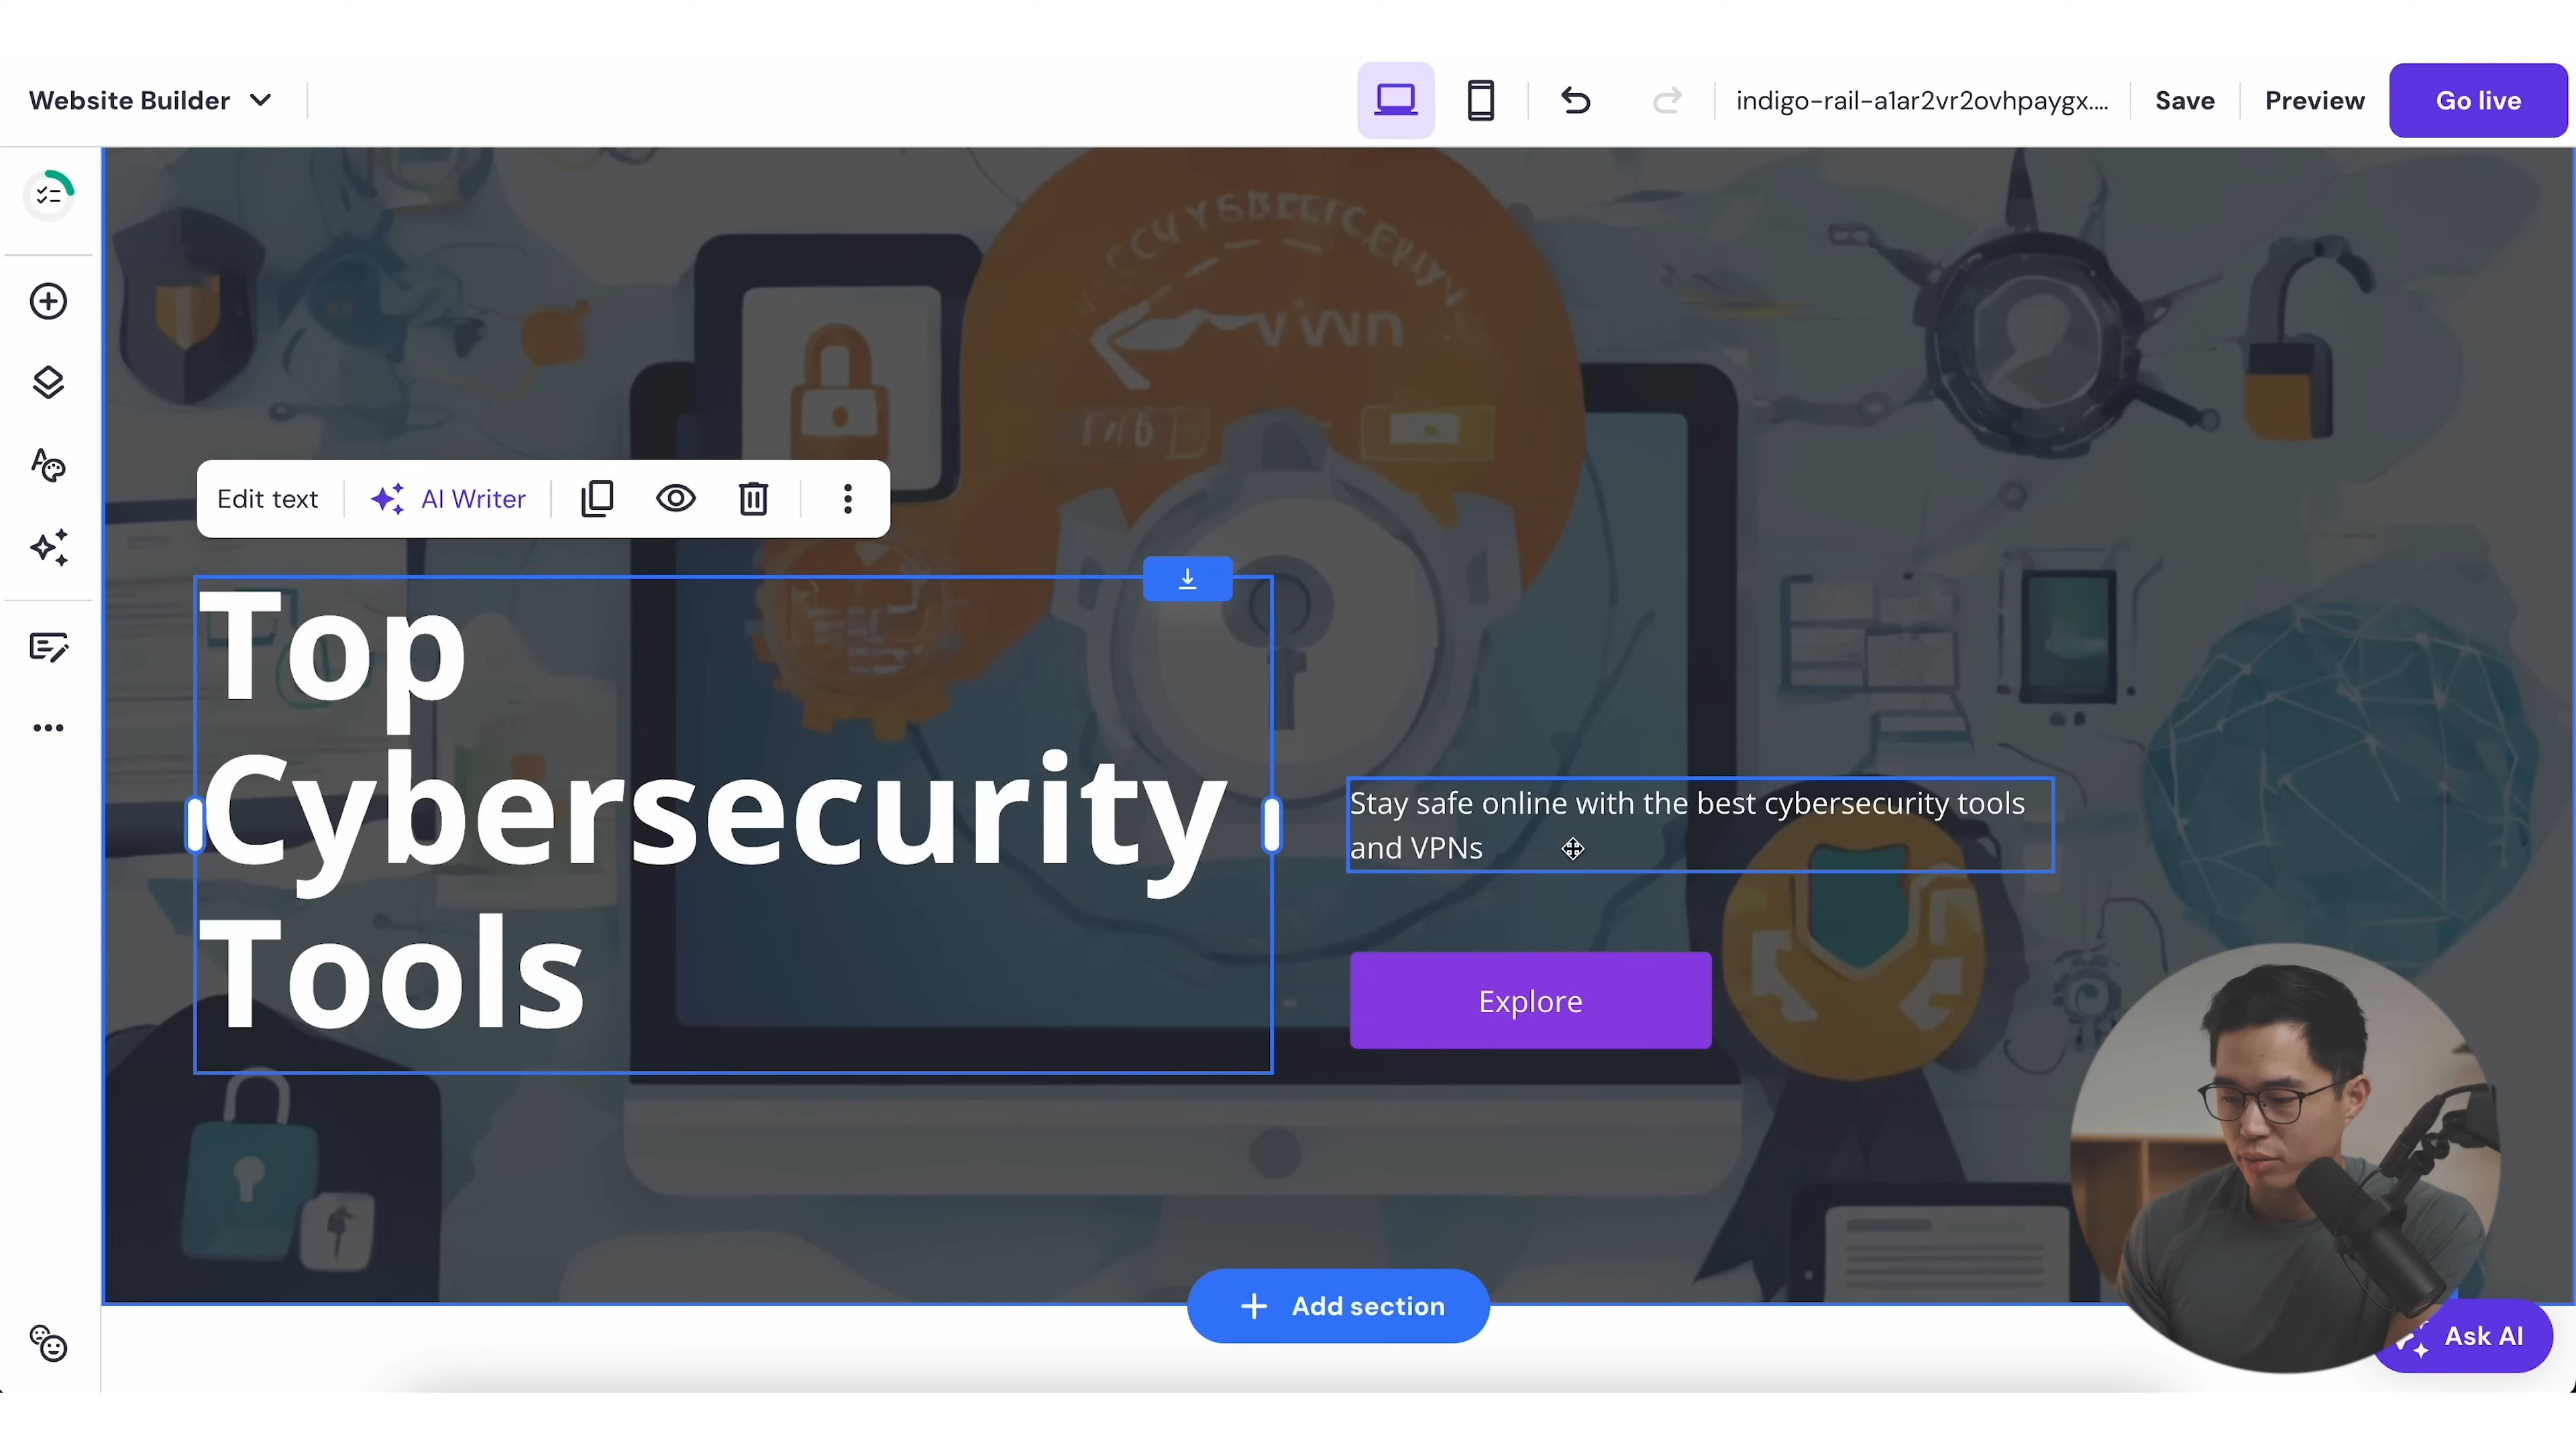 Website Builder
indigo-rail-a1ar2vr2ovhpaygx....
Save
Preview
Go live
Edit text
AI Writer
Top
Cybersecurity
Tools
Stay safe online with the best cybersecurity tools
and VPNs
Explore
Add section
Ask AI